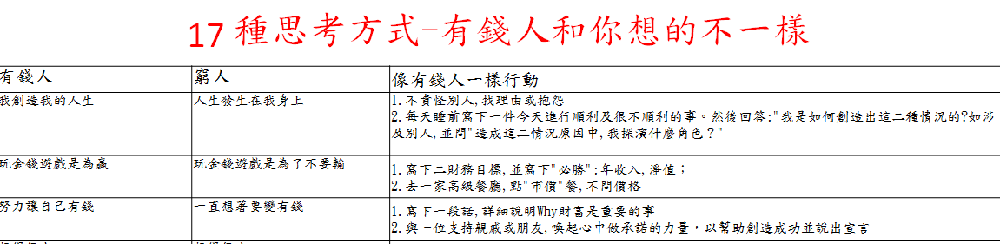 17 種思考方式-有錢人和你想的不一樣
有錢人 窮人 像有錢人一樣行動
我創造我的人生 人生發生在我身上 1.不責怪別人,找理由或抱怨
2.每天睡前寫下一件今天進行順利及很不順利的事。然後回答:"我是如何創造出這二種情況的?如涉
及別人,並問"造成這二情況原因中,我探演什麼角色？"
玩金錢遊戲是為贏 玩金錢遊戲是為了不要輸 1.寫下二財務目標,並寫下"必勝":年收入,淨值；
2.去一家高級餐廳,點"市價"餐,不問價格
努力讓自己有錢 一直想著要變有錢 1.寫下一段話,詳細說明Why財富是重要的事
2.與一位支持親戚或朋友,喚起心中做承諾的力量，以幫助創造成功並說出宣言